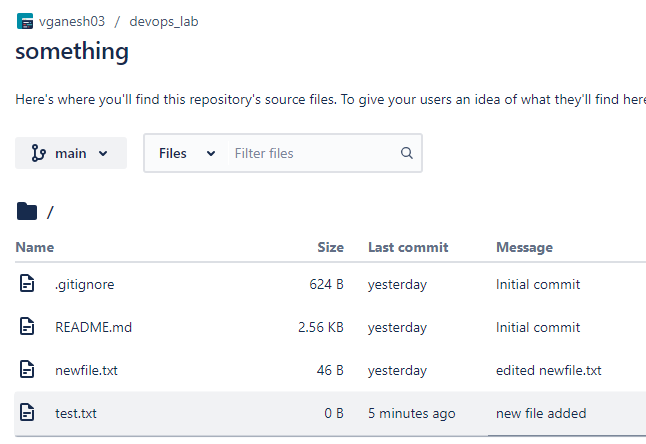 vganesh03 / devops_lab
something
Here's where you'll find this repository's source files. To give your users an idea of what they'll find here
main
Files Filter files
/
Name Size Last commit Message
.gitignore 624 B yesterday Initial commit
README.md 2.56 KB yesterday Initial commit
newfile.txt 46 B yesterday edited newfile.txt
test.txt 0 B 5 minutes ago new file added